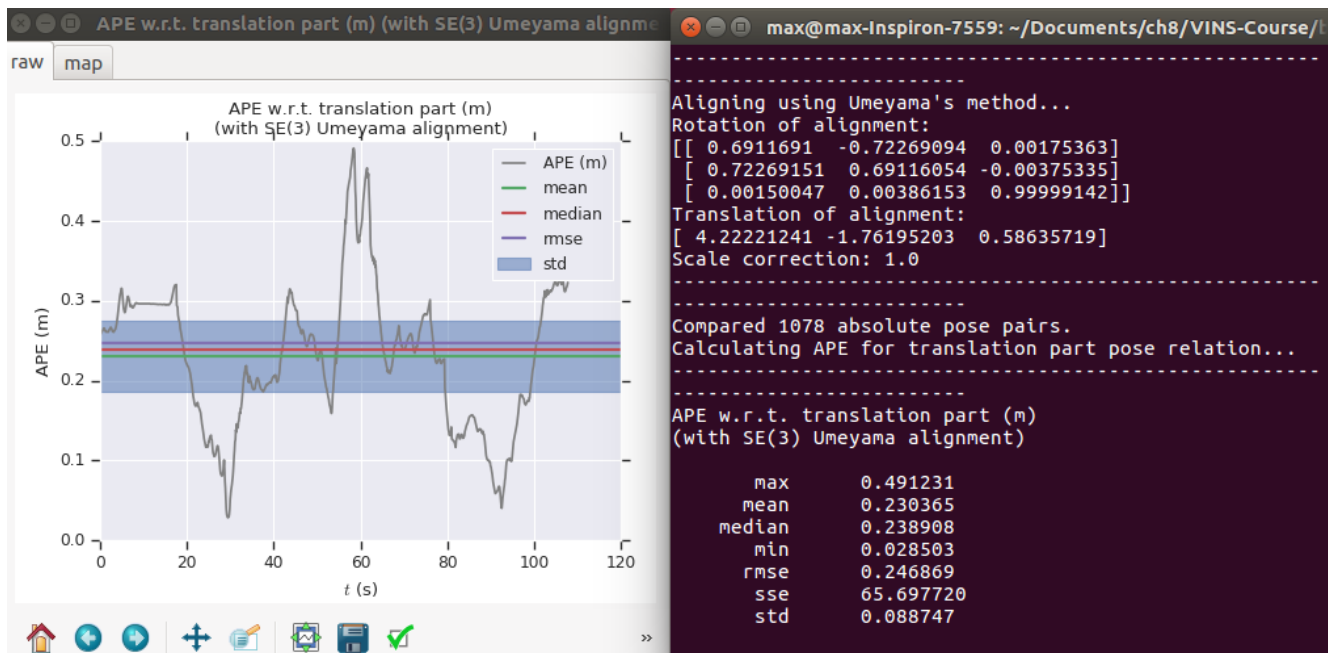 APE w.r.t. translation part (m) (with SE(3) Umeyama alignme
raw map
APE w.r.t. translation part (m)
(with SE(3) Umeyama alignment)
0.5
0.4
0.3
0.2
0.1
0.0
APE (m)
0 20 40 60 80 100 120
t (s)
APE (m)
mean
median
rmse
std
»
max@max-Inspiron-7559: ~/Documents/ch8/VINS-Course/
--------------------------------------------------------
-------------------------
Aligning using Umeyama's method...
Rotation of alignment:
[[ 0.6911691 -0.72269094 0.00175363]
[ 0.72269151 0.69116054 -0.00375335]
[ 0.00150047 0.00386153 0.99999142]]
Translation of alignment:
[ 4.22221241 -1.76195203 0.58635719]
Scale correction: 1.0
--------------------------------------------------------
-------------------------
Compared 1078 absolute pose pairs.
Calculating APE for translation part pose relation...
--------------------------------------------------------
-------------------------
APE w.r.t. translation part (m)
(with SE(3) Umeyama alignment)
max 0.491231
mean 0.230365
median 0.238908
min 0.028503
rmse 0.246869
sse 65.697720
std 0.088747